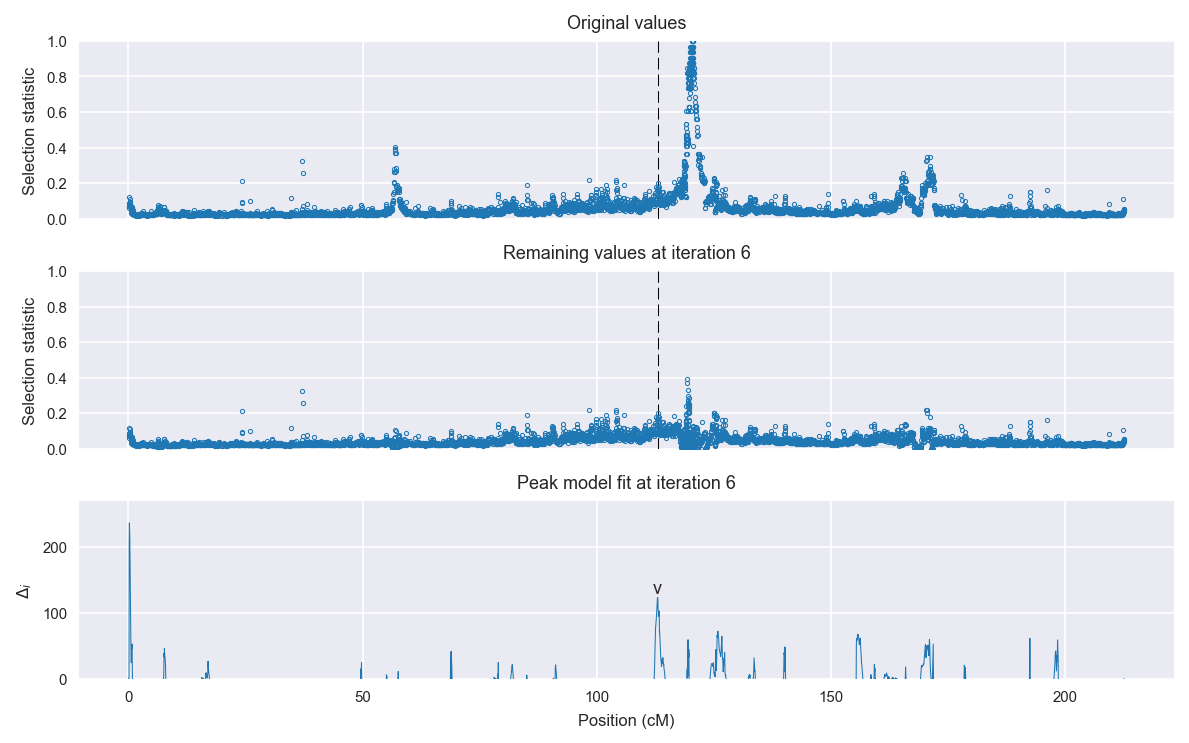 Original values
Selection statistic
1.0
0.8
0.6
0.4
0.2
0.0
Remaining values at iteration 6
Selection statistic
1.0
0.8
0.6
0.4
0.2
0.0
Peak model fit at iteration 6
Δi
200
100
0
v
0
50
100
150
200
Position (cM)